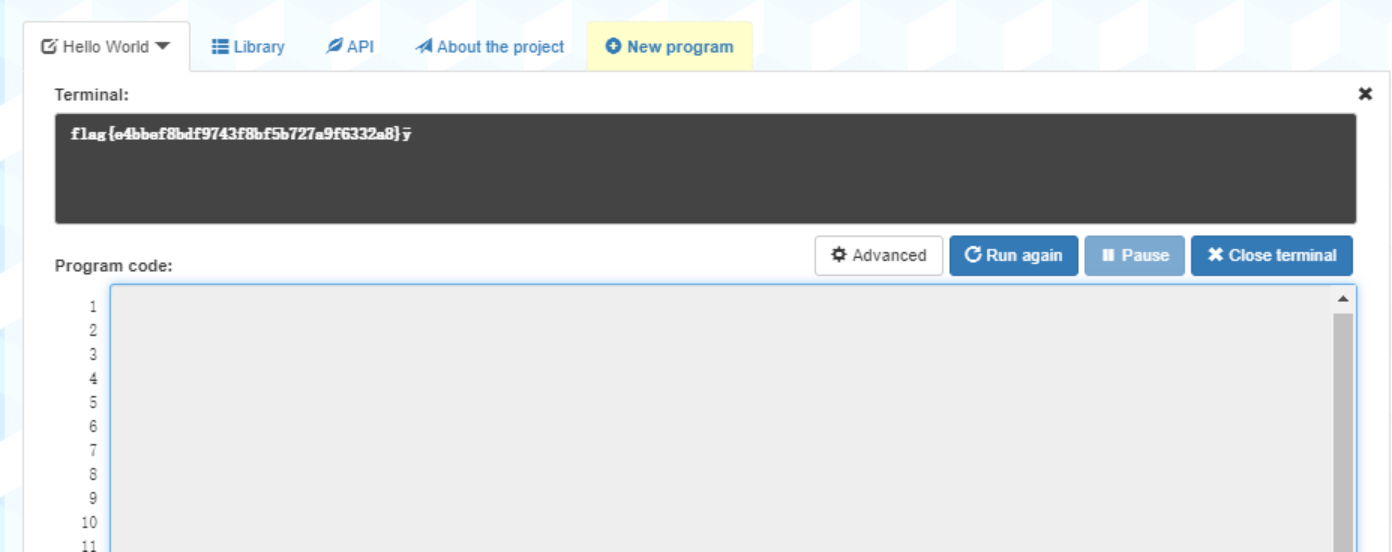 Hello World Library API About the project New program
Terminal:
flag{e4bbef8bdf9743f8bf5b727a9f6332a8}ÿ
Advanced Run again Pause Close terminal
Program code:
1
2
3
4
5
6
7
8
9
10
11